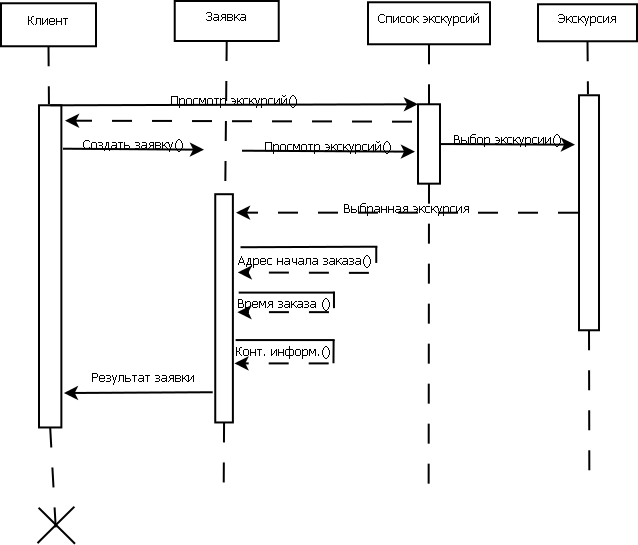 Клиент
Заявка
Список экскурсий
Экскурсия
Просмотр экскурсий()
Создать заявку()
Просмотр экскурсий()
Выбор экскурсии()
Выбранная экскурсия
Адрес начала заказа()
Время заказа ()
Конт. информ.()
Результат заявки